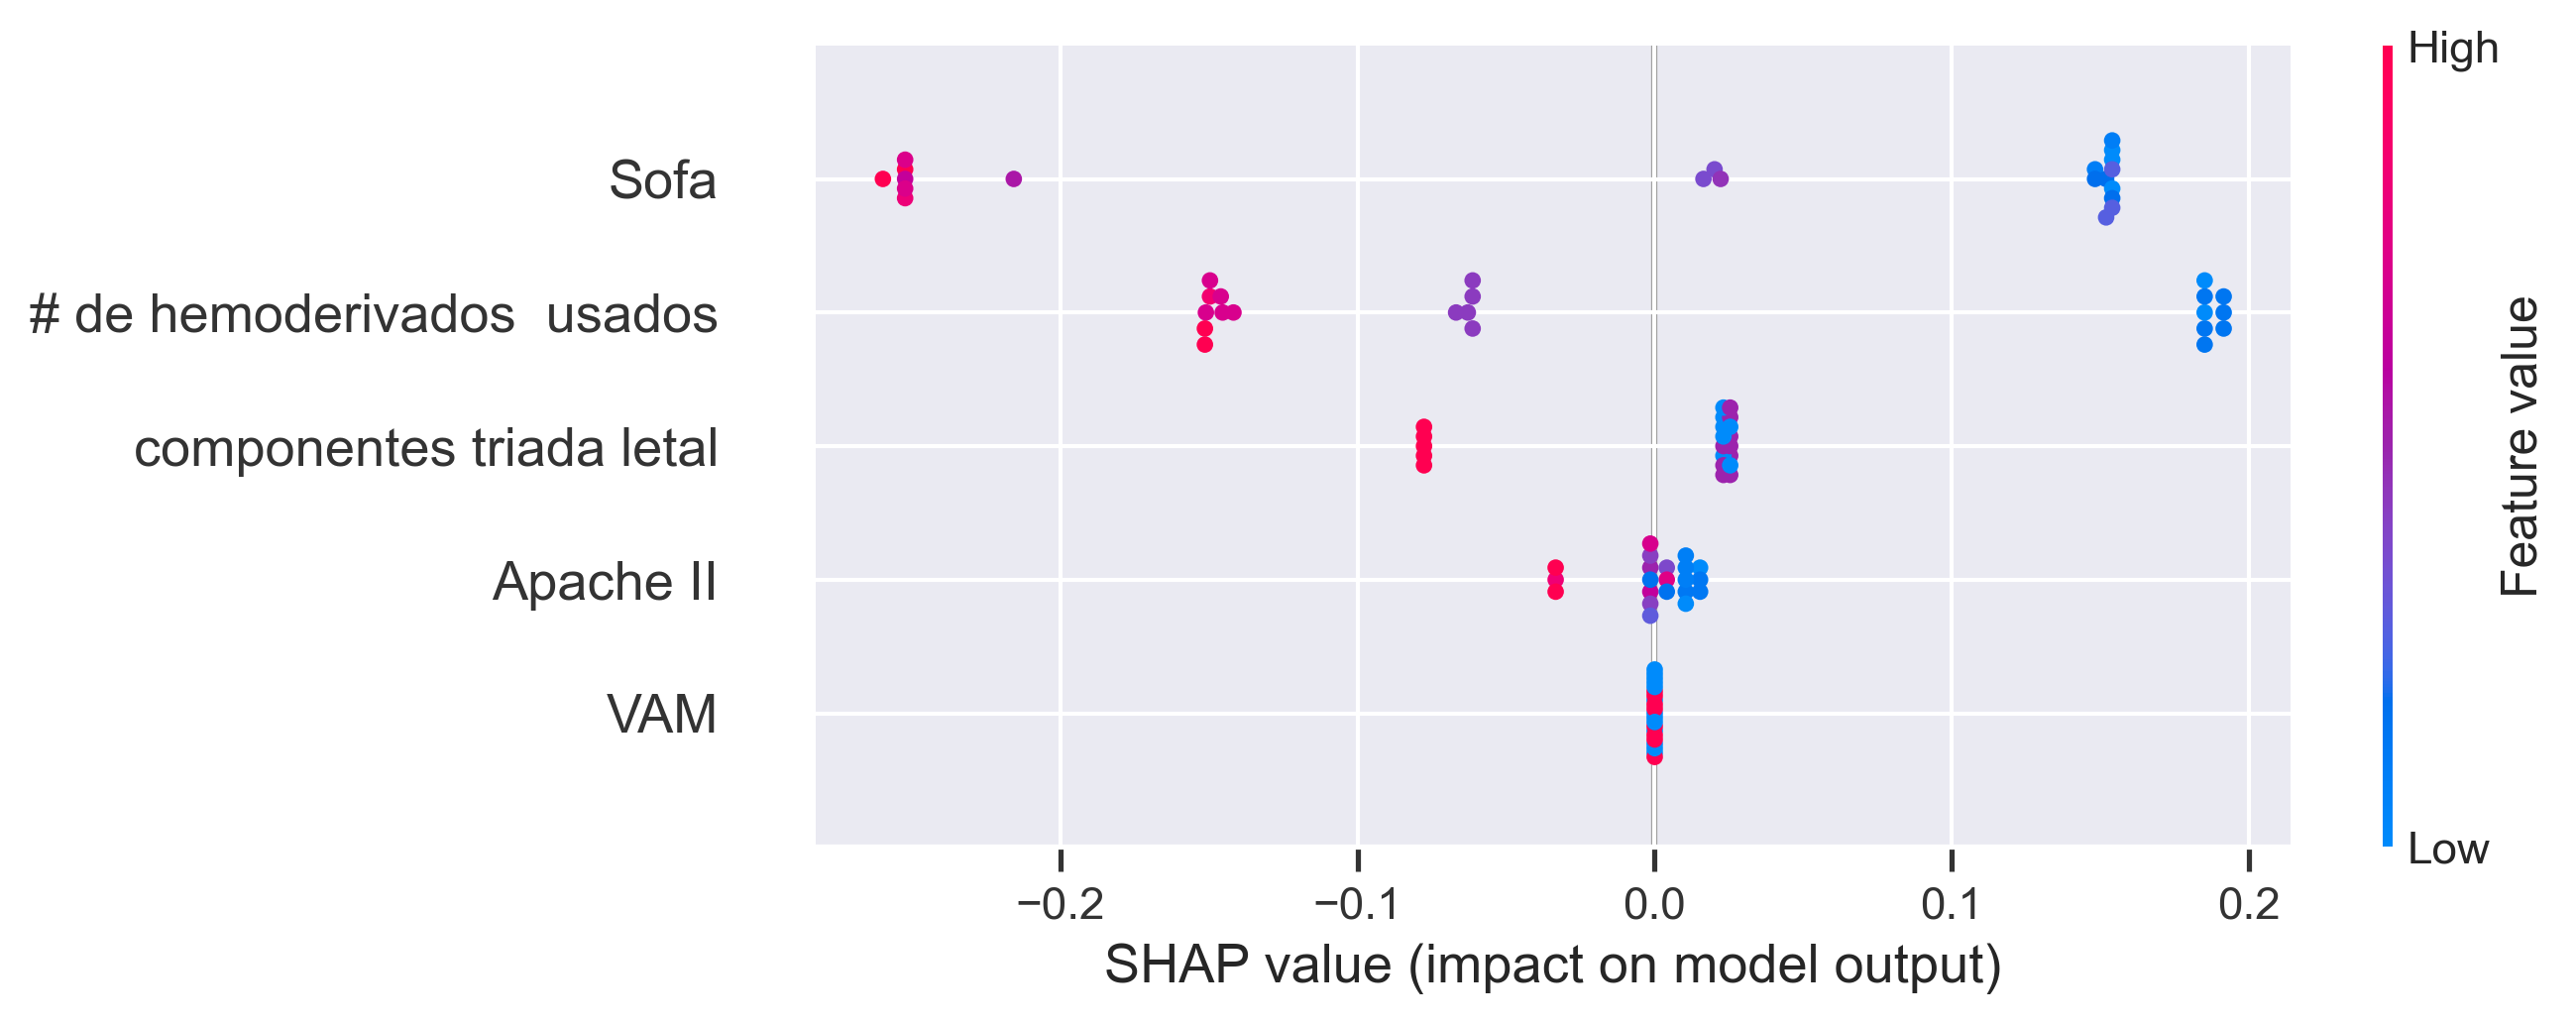 High
Sofa
# de hemoderivados  usados
componentes triada letal
Apache II
VAM
Feature value
Low
−0.2
−0.1
0.0
0.1
0.2
SHAP value (impact on model output)